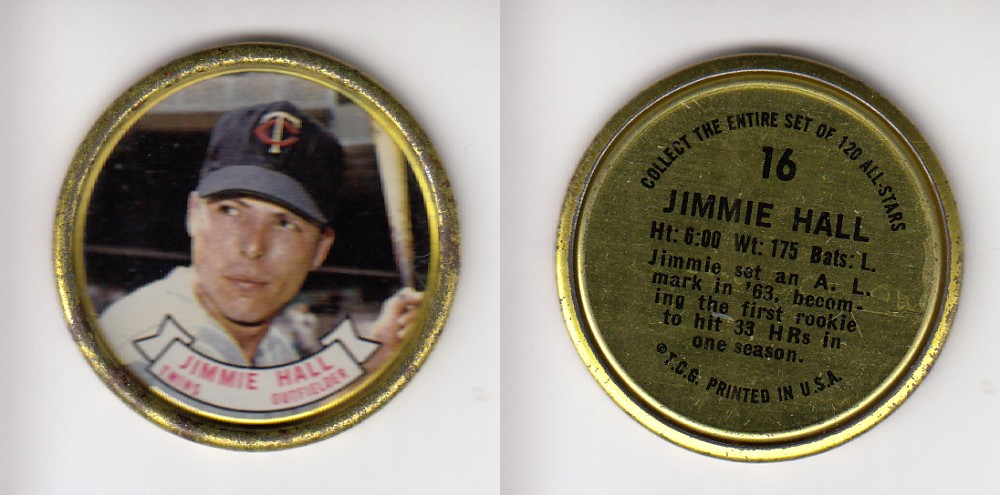 TC
JIMMIE HALL
TWINS OUTFIELDER
COLLECT THE ENTIRE SET OF 120 ALL-STARS
16
JIMMIE HALL
Ht: 6:00 Wt: 175 Bats: L.
Jimmie set an A. L.
mark in '63, becom-
ing the first rookie
to hit 33 HRs in
one season.
©T.C.G. PRINTED IN U.S.A.